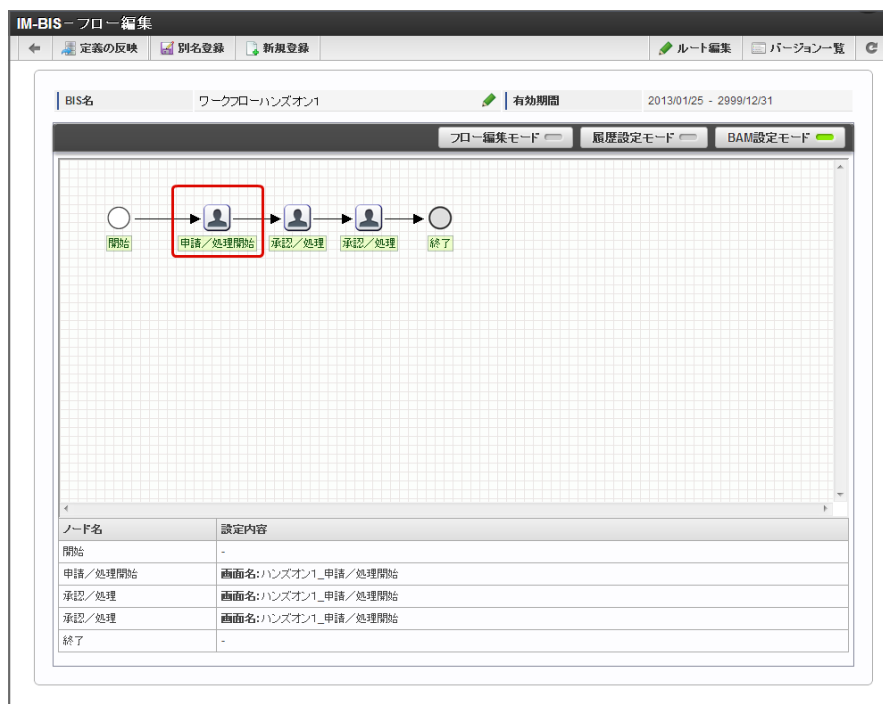 IM-BIS－フロー編集
定義の反映 別名登録 新規登録 ルート編集 バージョン一覧
BIS名 ワークフローハンズオン1 有効期間 2013/01/25 - 2999/12/31
フロー編集モード 履歴設定モード BAM設定モード
開始 申請／処理開始 承認／処理 承認／処理 終了
ノード名 設定内容
開始 -
申請／処理開始 画面名:ハンズオン1_申請／処理開始
承認／処理 画面名:ハンズオン1_申請／処理開始
承認／処理 画面名:ハンズオン1_申請／処理開始
終了 -